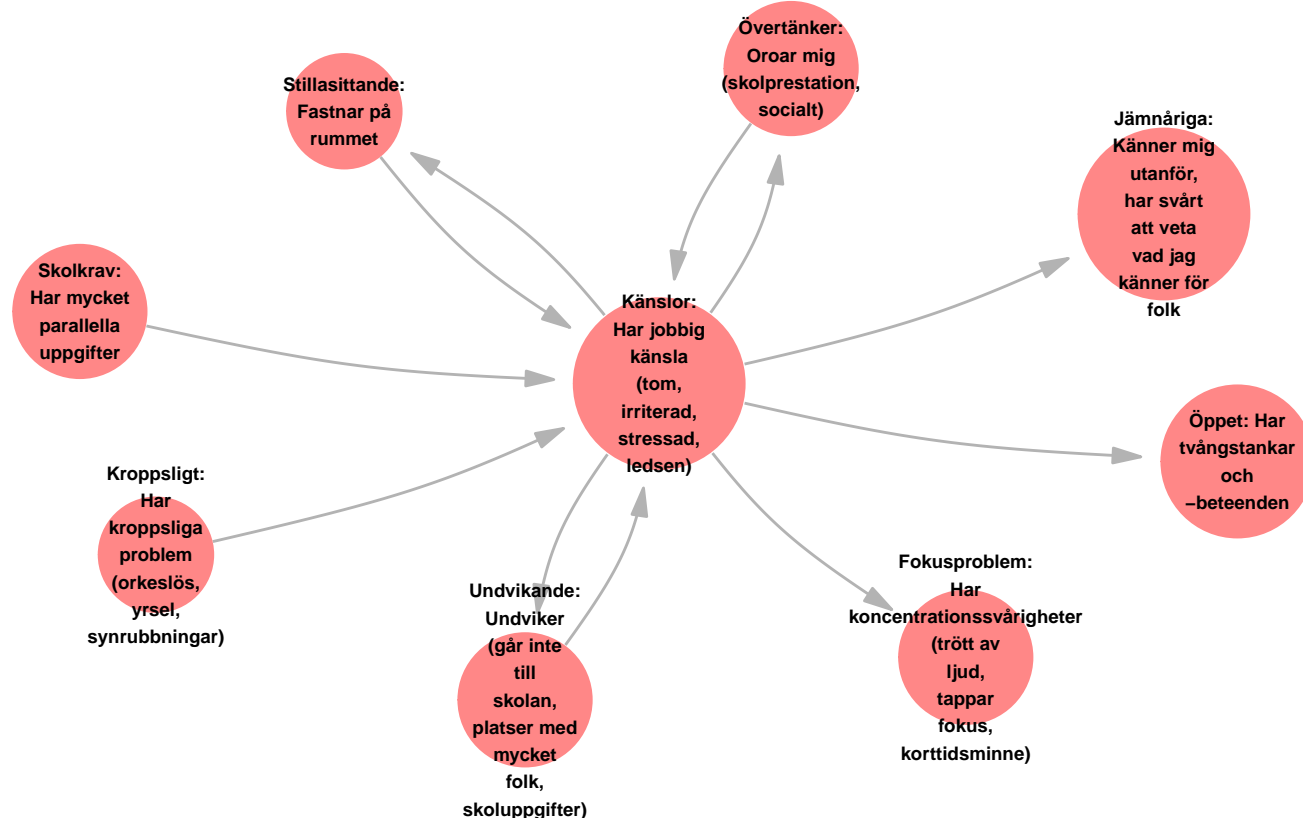 Övertänker:
Oroar mig
(skolprestation,
socialt)
Stillasittande:
Fastnar på
rummet
Jämnåriga:
Känner mig
utanför,
har svårt
att veta
vad jag
känner för
folk
Skolkrav:
Har mycket
parallella
uppgifter
Känslor:
Har jobbig
känsla
(tom,
irriterad,
stressad,
ledsen)
Öppet: Har
tvångstankar
och
–beteenden
Kroppsligt:
Har
kroppsliga
problem
(orkeslös,
yrsel,
synrubbningar)
Undvikande:
Undviker
(går inte
till
skolan,
platser med
mycket
folk,
skoluppgifter)
Fokusproblem:
Har
koncentrationssvårigheter
(trött av
ljud,
tappar
fokus,
korttidsminne)